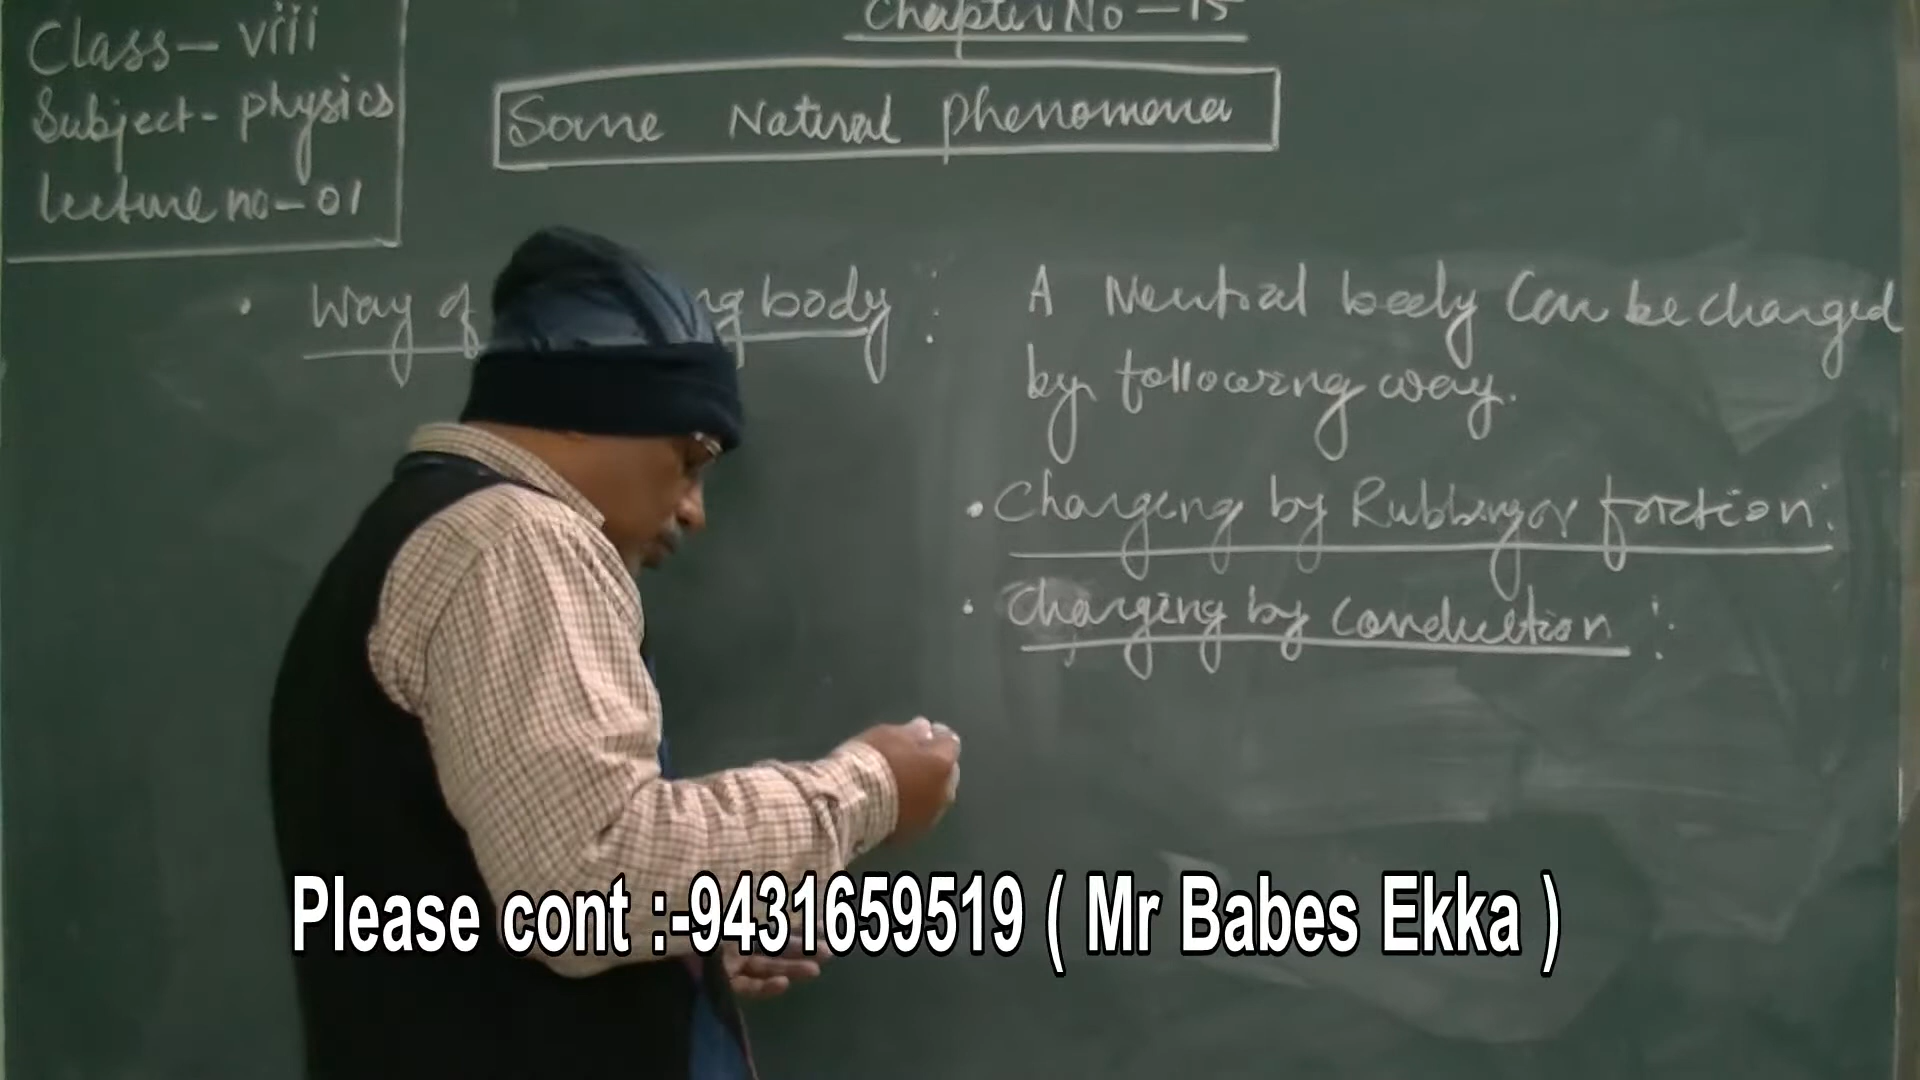 Class - viii
Subject - physics
Lecture no - 01
Chapter No - 15
Some Natural Phenomena
• Way of ng body :
A Neutral body Can be charged
by following way.
• Charging by Rubbing or friction:
• Charging by conduction :
Please cont :-9431659519 ( Mr Babes Ekka )